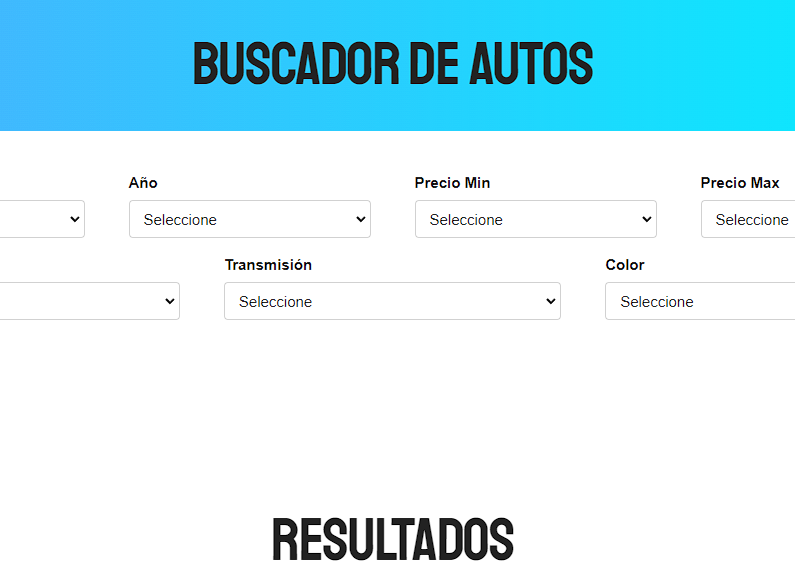 BUSCADOR DE AUTOS
Año Precio Min Precio Max
Seleccione Seleccione Seleccione
Transmisión Color
Seleccione Seleccione
RESULTADOS